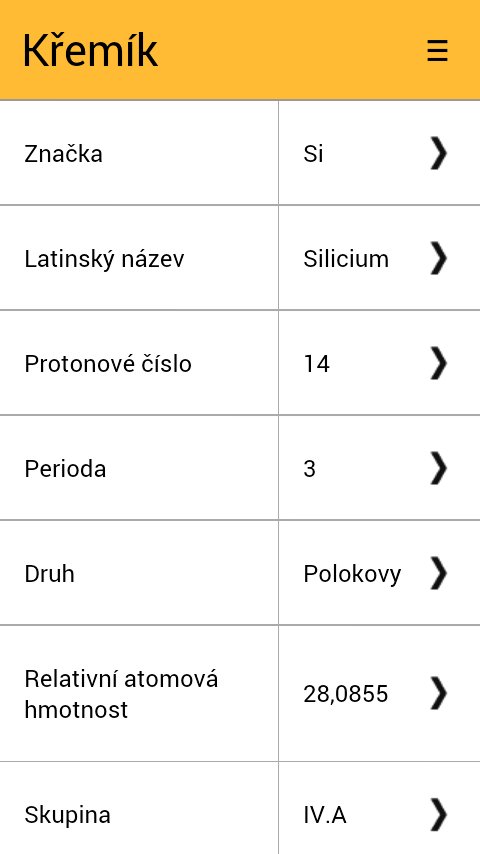 Křemík
Značka Si
Latinský název Silicium
Protonové číslo 14
Perioda 3
Druh Polokovy
Relativní atomová
hmotnost 28,0855
Skupina IV.A